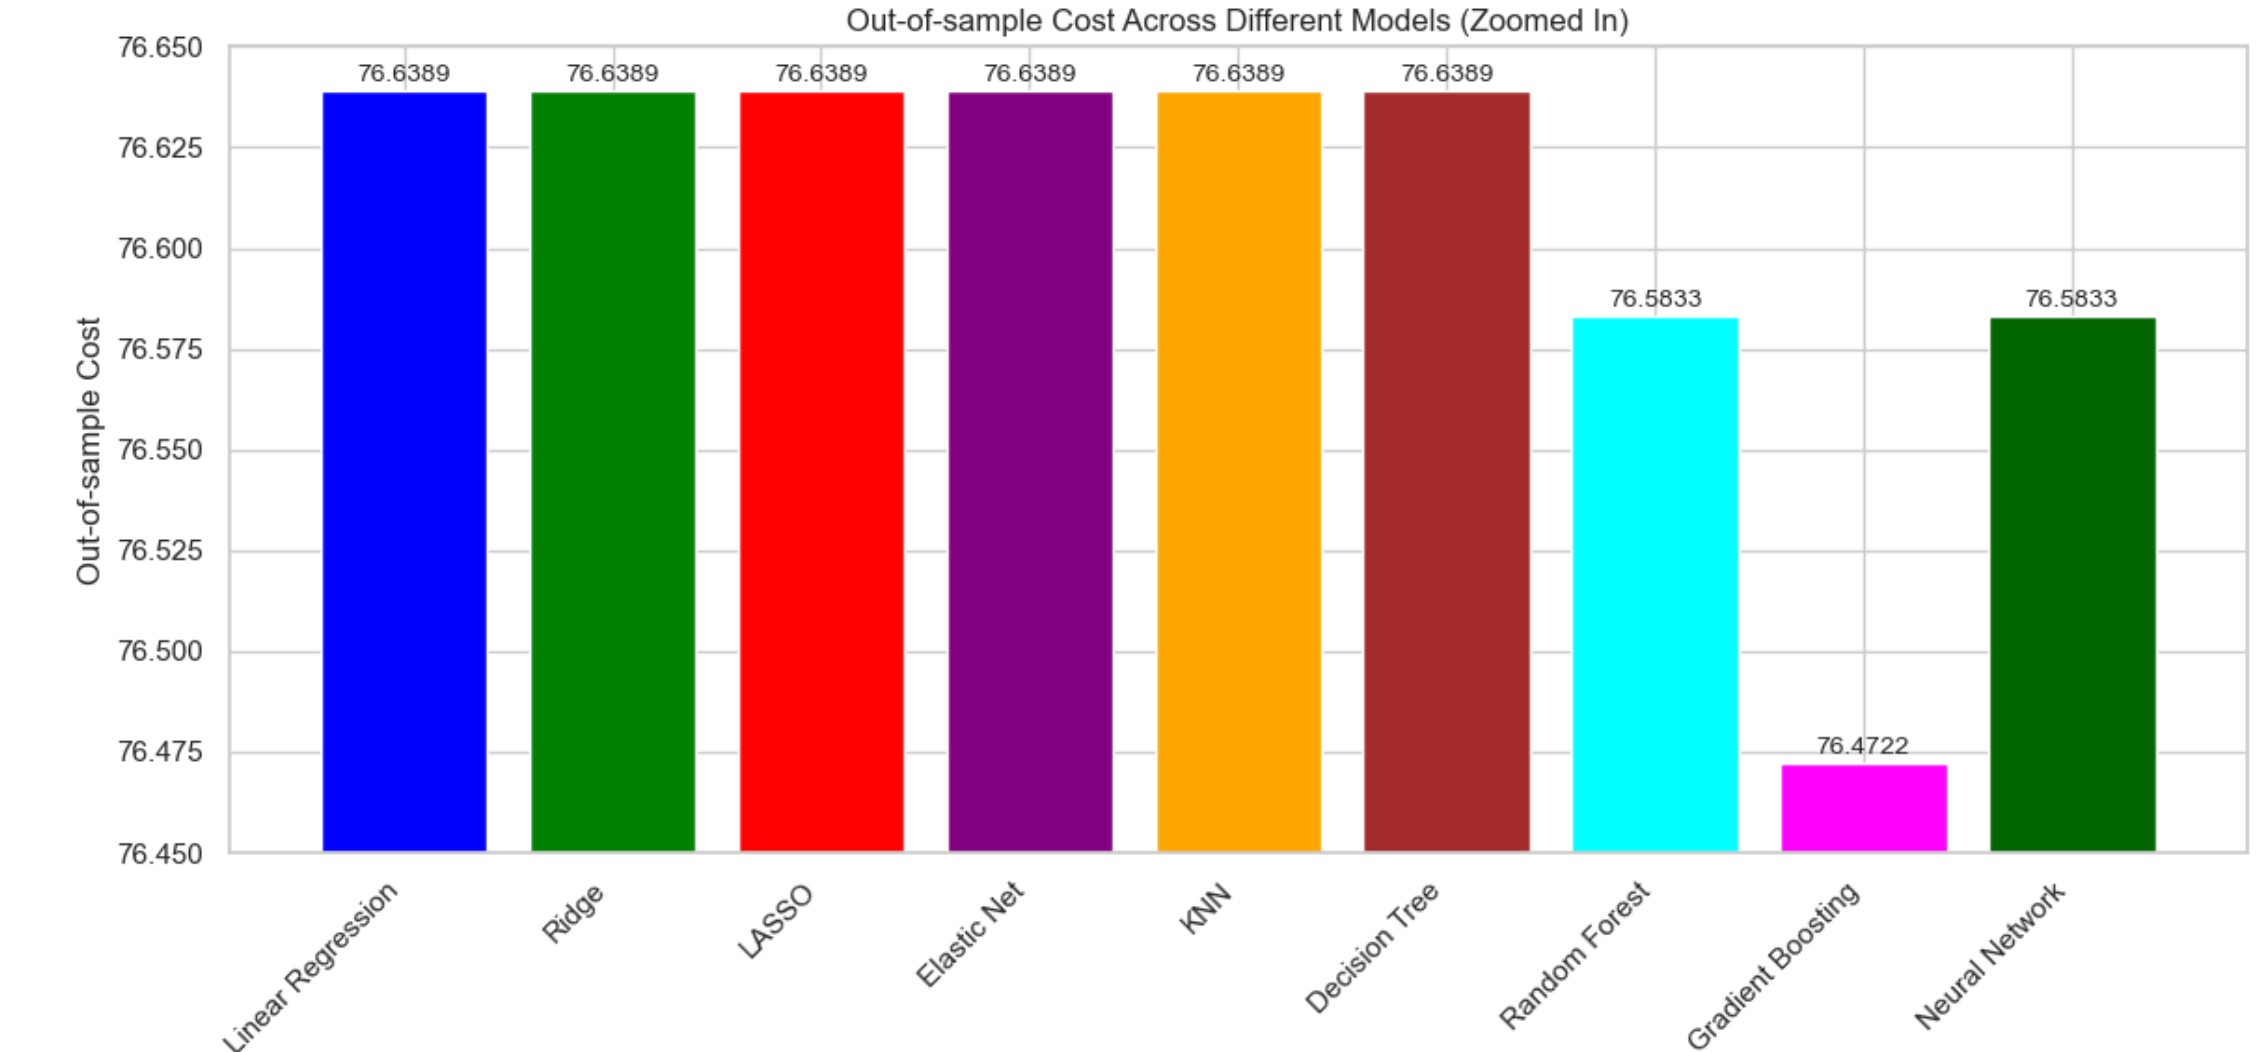 Out-of-sample Cost Across Different Models (Zoomed In)
76.650
76.6389 76.6389 76.6389 76.6389 76.6389 76.6389
76.625
76.600
76.5833 76.5833
76.575
76.550
76.525
76.500
76.475
76.4722
76.450
Out-of-sample Cost
Linear Regression
Ridge
LASSO
Elastic Net
KNN
Decision Tree
Random Forest
Gradient Boosting
Neural Network